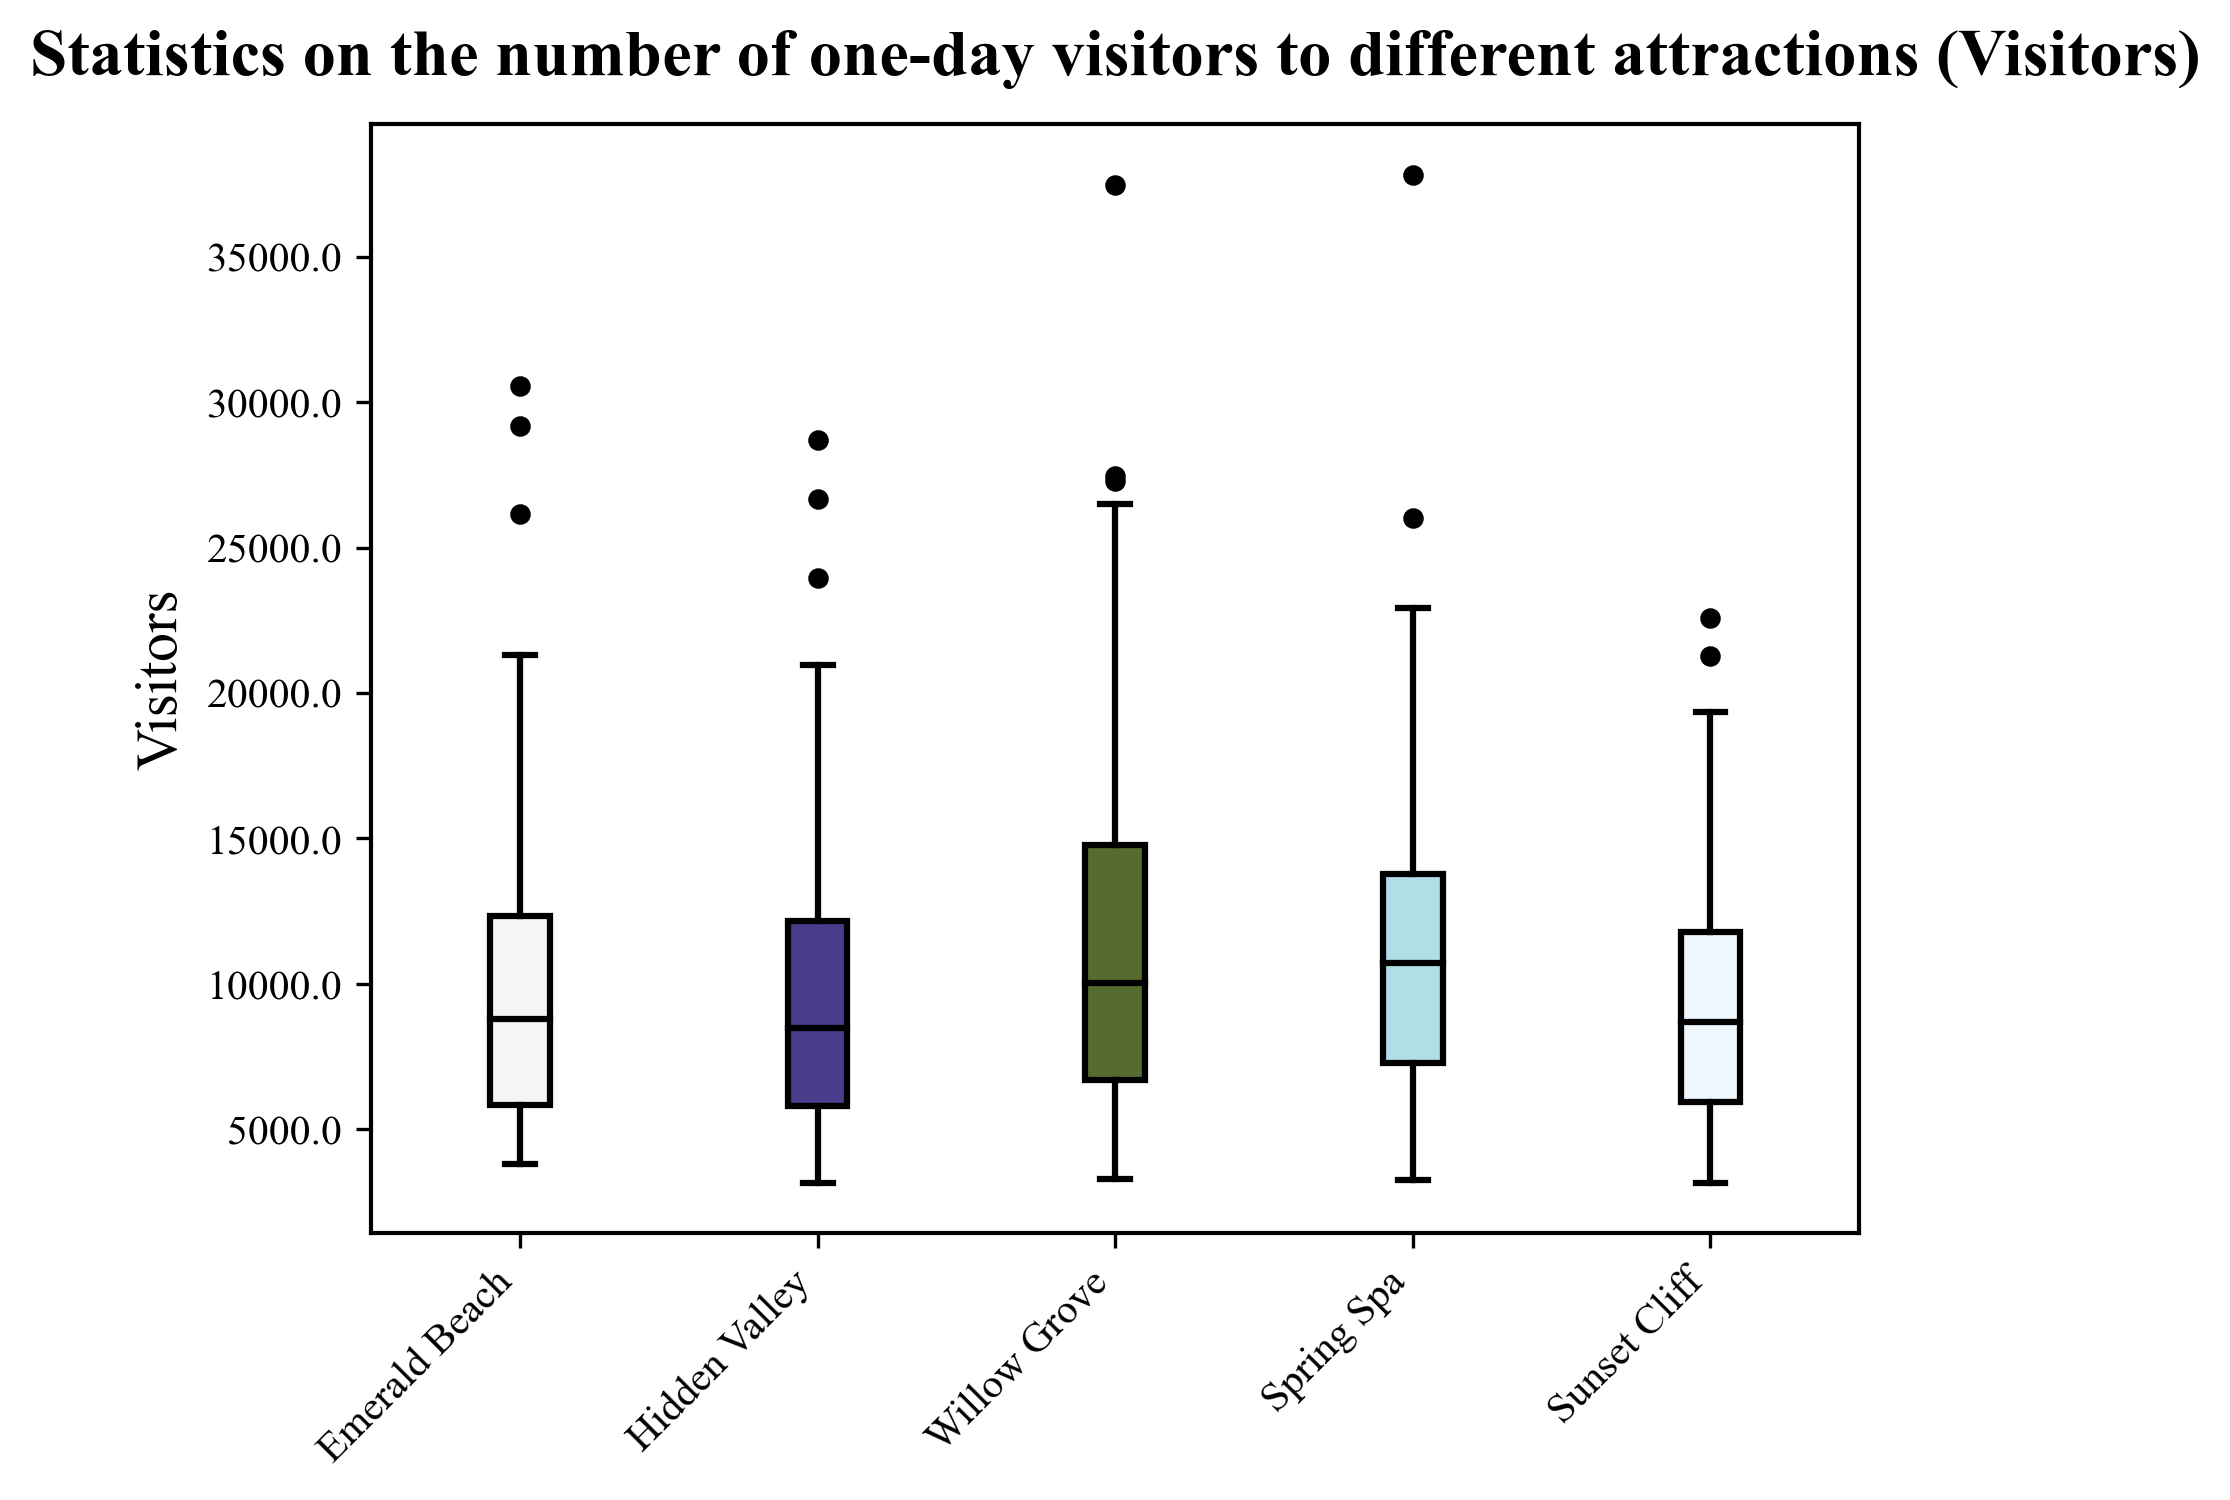 Statistics on the number of one-day visitors to different attractions (Visitors)
Visitors
35000.0
30000.0
25000.0
20000.0
15000.0
10000.0
5000.0
Emerald Beach
Hidden Valley
Willow Grove
Spring Spa
Sunset Cliff